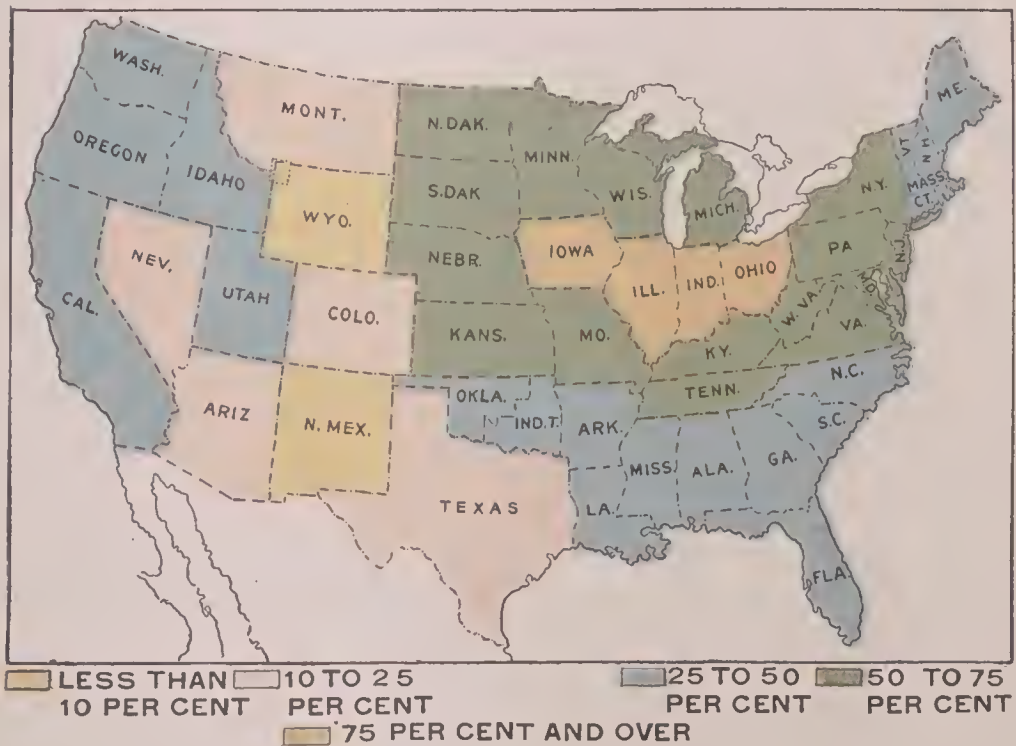 WASH.
MONT.
N.DAK.
MINN.
ME.
OREGON
IDAHO
S.DAK
WIS.
MICH.
N.Y.
VT
N H
MASS.
CT.
WYO.
NEBR.
IOWA
ILL.
IND.
OHIO
PA
N.J.
MD.
NEV.
UTAH
COLO.
CAL.
KANS.
MO.
KY.
W. VA.
VA.
ARIZ
N. MEX.
OKLA.
IND.T.
TENN.
N.C.
ARK.
S.C.
TEXAS
LA.
MISS.
ALA.
GA.
FLA.
LESS THAN 10 TO 25 25 TO 50 50 TO 75
10 PER CENT PER CENT PER CENT PER CENT
75 PER CENT AND OVER